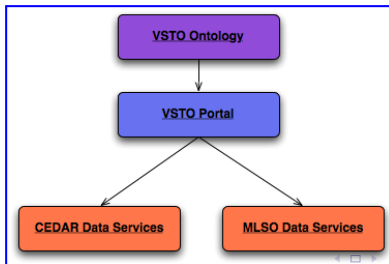 VSTO Ontology
VSTO Portal
CEDAR Data Services
MLSO Data Services